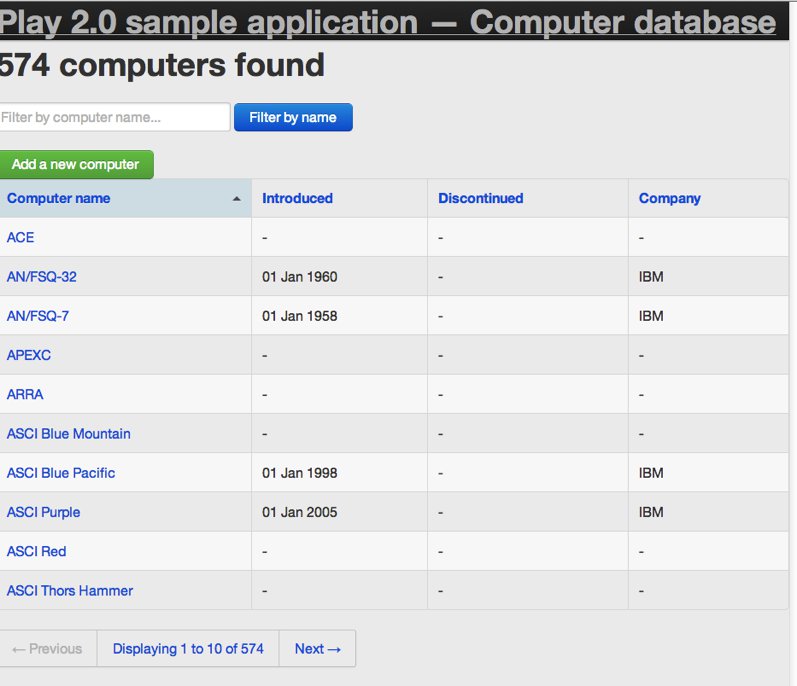 Play 2.0 sample application — Computer database
574 computers found
Filter by computer name... Filter by name
Add a new computer
Computer name Introduced Discontinued Company
ACE - - -
AN/FSQ-32 01 Jan 1960 - IBM
AN/FSQ-7 01 Jan 1958 - IBM
APEXC - - -
ARRA - - -
ASCI Blue Mountain - - -
ASCI Blue Pacific 01 Jan 1998 - IBM
ASCI Purple 01 Jan 2005 - IBM
ASCI Red - - -
ASCI Thors Hammer - - -
← Previous Displaying 1 to 10 of 574 Next →